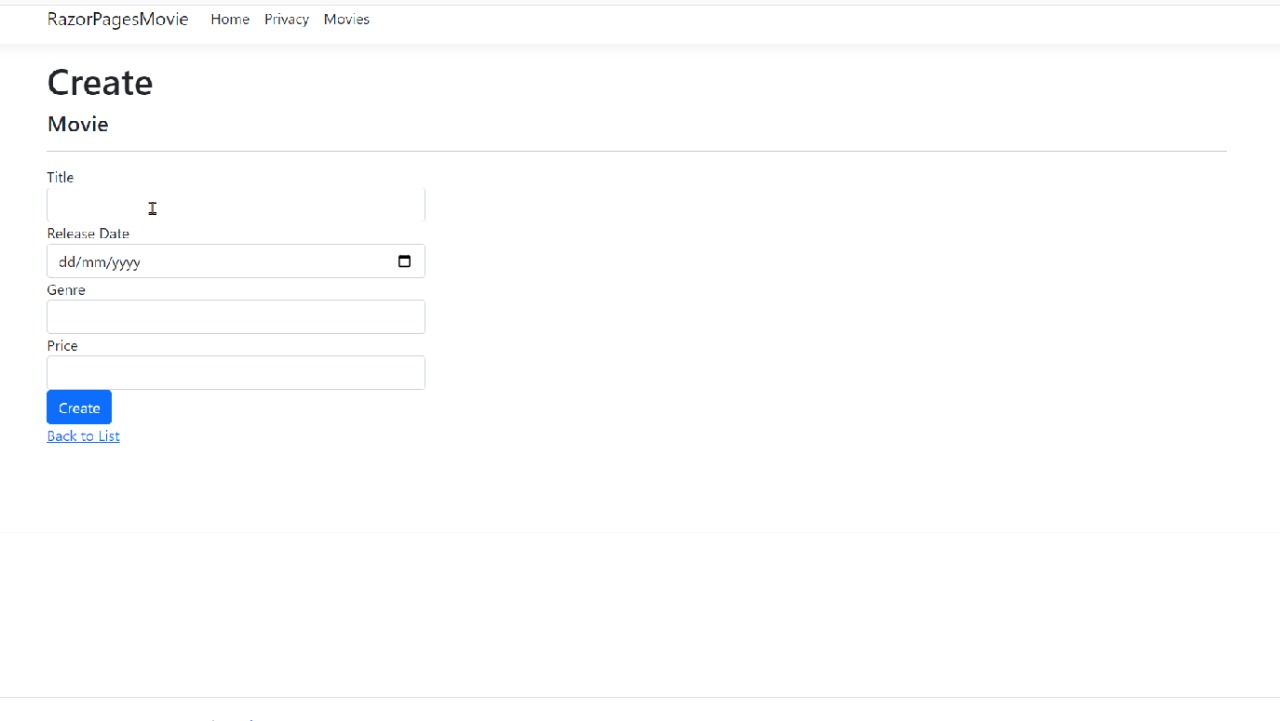 RazorPagesMovie Home Privacy Movies
Create
Movie
Title
Release Date
dd/mm/yyyy
Genre
Price
Create
Back to List